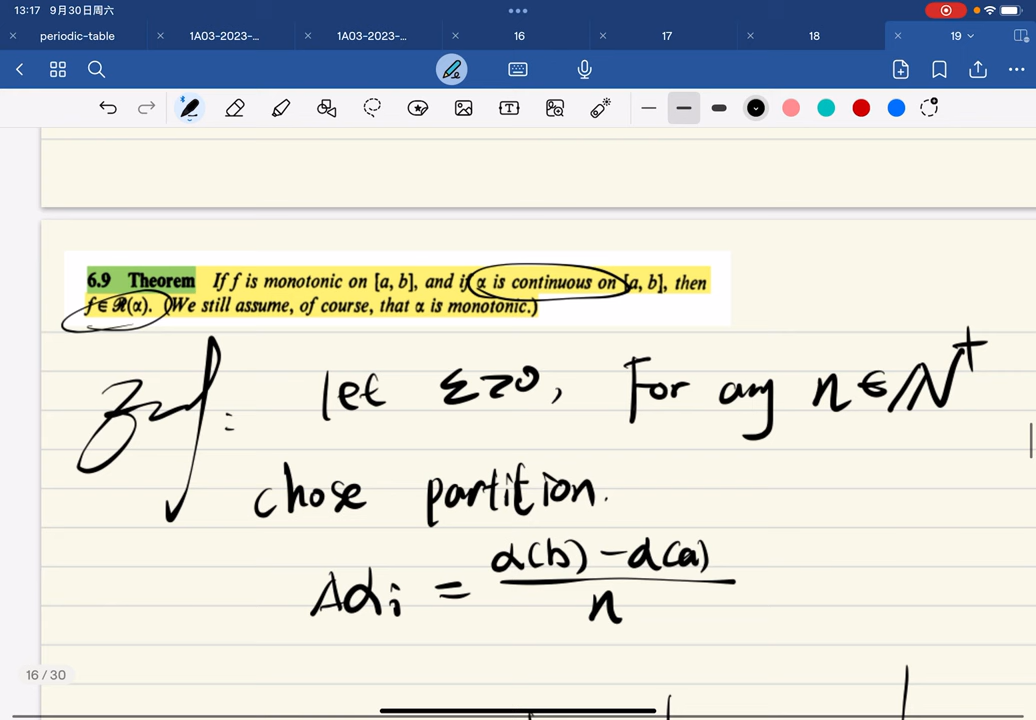 13:17 9月30日周六
periodic-table 1A03-2023-... 1A03-2023-... 16 17 18 19
6.9 Theorem If f is monotonic on [a, b], and if α is continuous on [a, b], then
f ∈ ℛ(α). (We still assume, of course, that α is monotonic.)
let ε>0, For any n∈N⁺
chose partition.
Δαi = α(b) - α(a) / n
16 / 30